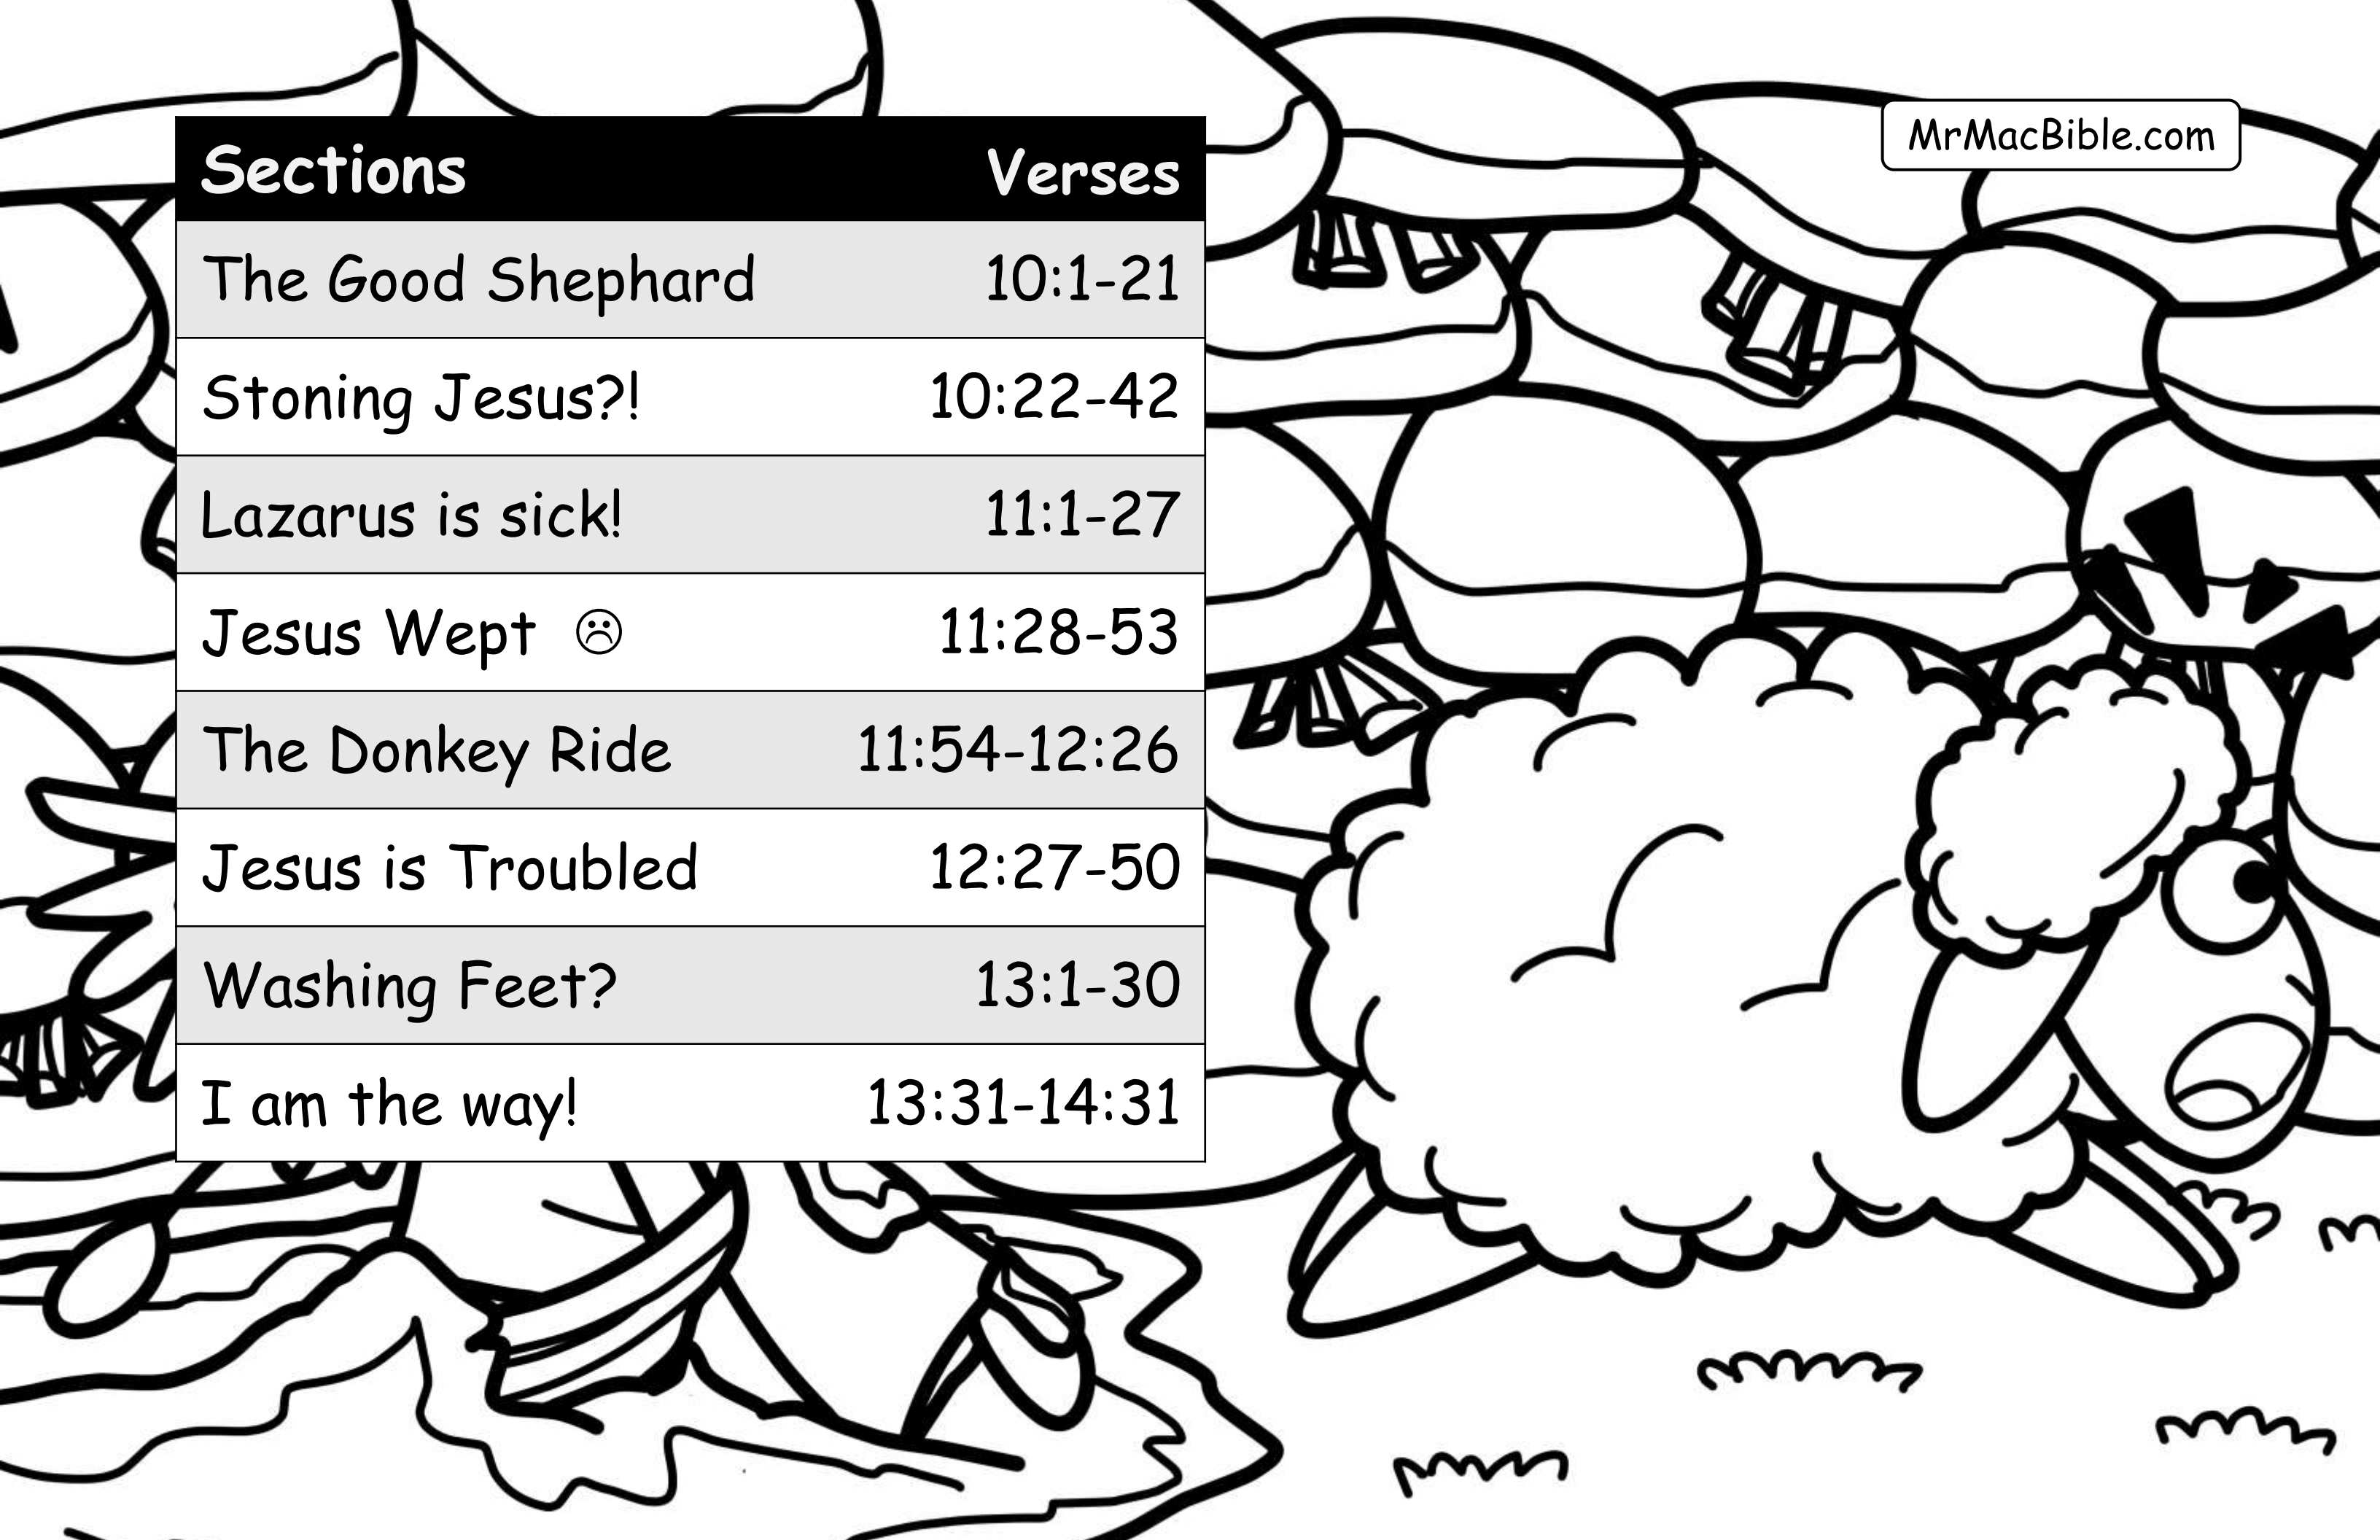 MrMacBible.com
Sections Verses
The Good Shephard 10:1-21
Stoning Jesus?! 10:22-42
Lazarus is sick! 11:1-27
Jesus Wept ☹ 11:28-53
The Donkey Ride 11:54-12:26
Jesus is Troubled 12:27-50
Washing Feet? 13:1-30
I am the way! 13:31-14:31